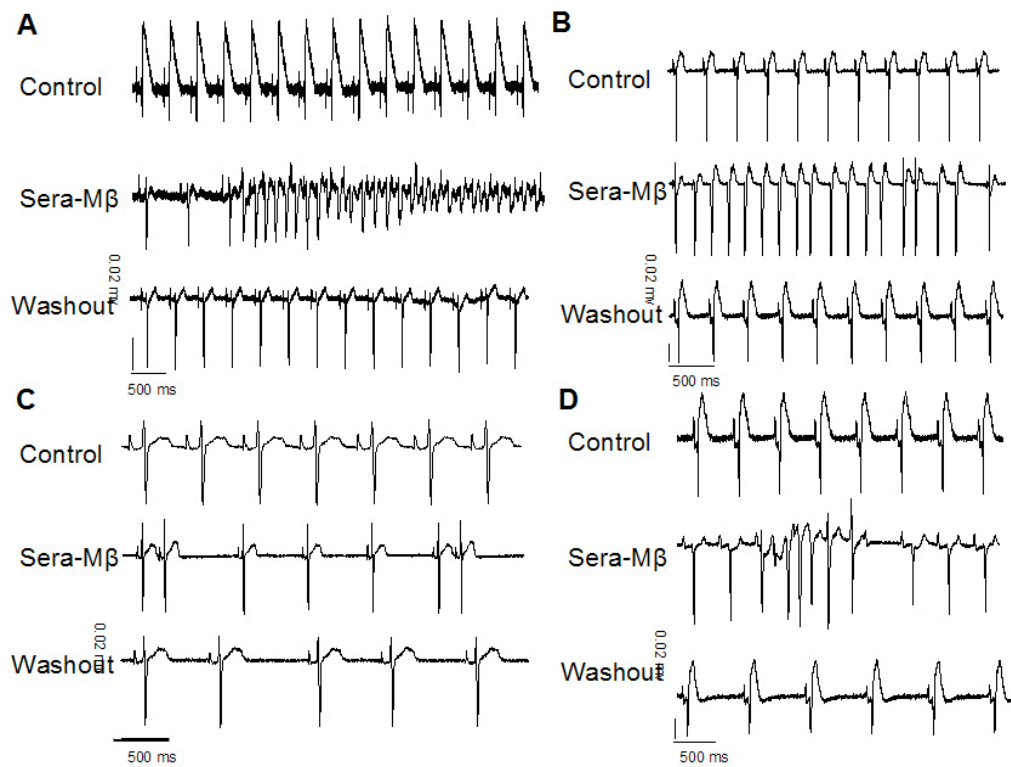 A
Control
Sera-Mβ
0.02 mv
Washout
500 ms
B
Control
Sera-Mβ
0.02 mv
Washout
500 ms
C
Control
Sera-Mβ
0.02 m
Washout
500 ms
D
Control
Sera-Mβ
0.02 mv
Washout
500 ms